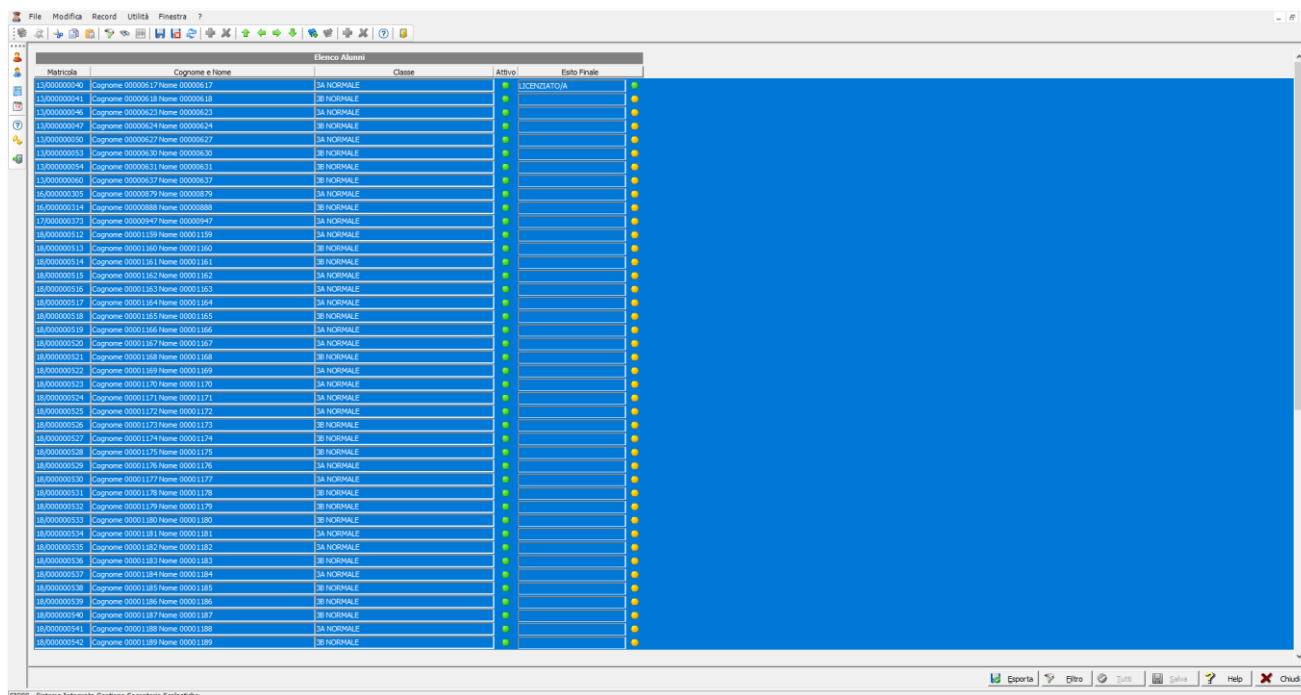 File Modifica Record Utilità Finestra ?
Elenco Alunni
Matricola Cognome e Nome Classe Attivo Esito Finale
13/000000040 Cognome 00000617 Nome 00000617 3A NORMALE LICENZIATO/A
13/000000041 Cognome 00000618 Nome 00000618 3B NORMALE
13/000000046 Cognome 00000623 Nome 00000623 3A NORMALE
13/000000047 Cognome 00000624 Nome 00000624 3B NORMALE
13/000000050 Cognome 00000627 Nome 00000627 3A NORMALE
13/000000053 Cognome 00000630 Nome 00000630 3B NORMALE
13/000000054 Cognome 00000631 Nome 00000631 3B NORMALE
13/000000060 Cognome 00000637 Nome 00000637 3B NORMALE
16/000000305 Cognome 00000879 Nome 00000879 3A NORMALE
16/000000314 Cognome 00000888 Nome 00000888 3B NORMALE
17/000000373 Cognome 00000947 Nome 00000947 3A NORMALE
18/000000512 Cognome 00001159 Nome 00001159 3A NORMALE
18/000000513 Cognome 00001160 Nome 00001160 3B NORMALE
18/000000514 Cognome 00001161 Nome 00001161 3B NORMALE
18/000000515 Cognome 00001162 Nome 00001162 3A NORMALE
18/000000516 Cognome 00001163 Nome 00001163 3A NORMALE
18/000000517 Cognome 00001164 Nome 00001164 3A NORMALE
18/000000518 Cognome 00001165 Nome 00001165 3B NORMALE
18/000000519 Cognome 00001166 Nome 00001166 3A NORMALE
18/000000520 Cognome 00001167 Nome 00001167 3A NORMALE
18/000000521 Cognome 00001168 Nome 00001168 3B NORMALE
18/000000522 Cognome 00001169 Nome 00001169 3A NORMALE
18/000000523 Cognome 00001170 Nome 00001170 3A NORMALE
18/000000524 Cognome 00001171 Nome 00001171 3A NORMALE
18/000000525 Cognome 00001172 Nome 00001172 3A NORMALE
18/000000526 Cognome 00001173 Nome 00001173 3B NORMALE
18/000000527 Cognome 00001174 Nome 00001174 3B NORMALE
18/000000528 Cognome 00001175 Nome 00001175 3B NORMALE
18/000000529 Cognome 00001176 Nome 00001176 3A NORMALE
18/000000530 Cognome 00001177 Nome 00001177 3A NORMALE
18/000000531 Cognome 00001178 Nome 00001178 3B NORMALE
18/000000532 Cognome 00001179 Nome 00001179 3B NORMALE
18/000000533 Cognome 00001180 Nome 00001180 3B NORMALE
18/000000534 Cognome 00001181 Nome 00001181 3A NORMALE
18/000000535 Cognome 00001182 Nome 00001182 3A NORMALE
18/000000536 Cognome 00001183 Nome 00001183 3B NORMALE
18/000000537 Cognome 00001184 Nome 00001184 3A NORMALE
18/000000538 Cognome 00001185 Nome 00001185 3B NORMALE
18/000000539 Cognome 00001186 Nome 00001186 3B NORMALE
18/000000540 Cognome 00001187 Nome 00001187 3B NORMALE
18/000000541 Cognome 00001188 Nome 00001188 3A NORMALE
18/000000542 Cognome 00001189 Nome 00001189 3B NORMALE
Esporta Filtro Tutti Salva Help Chiudi